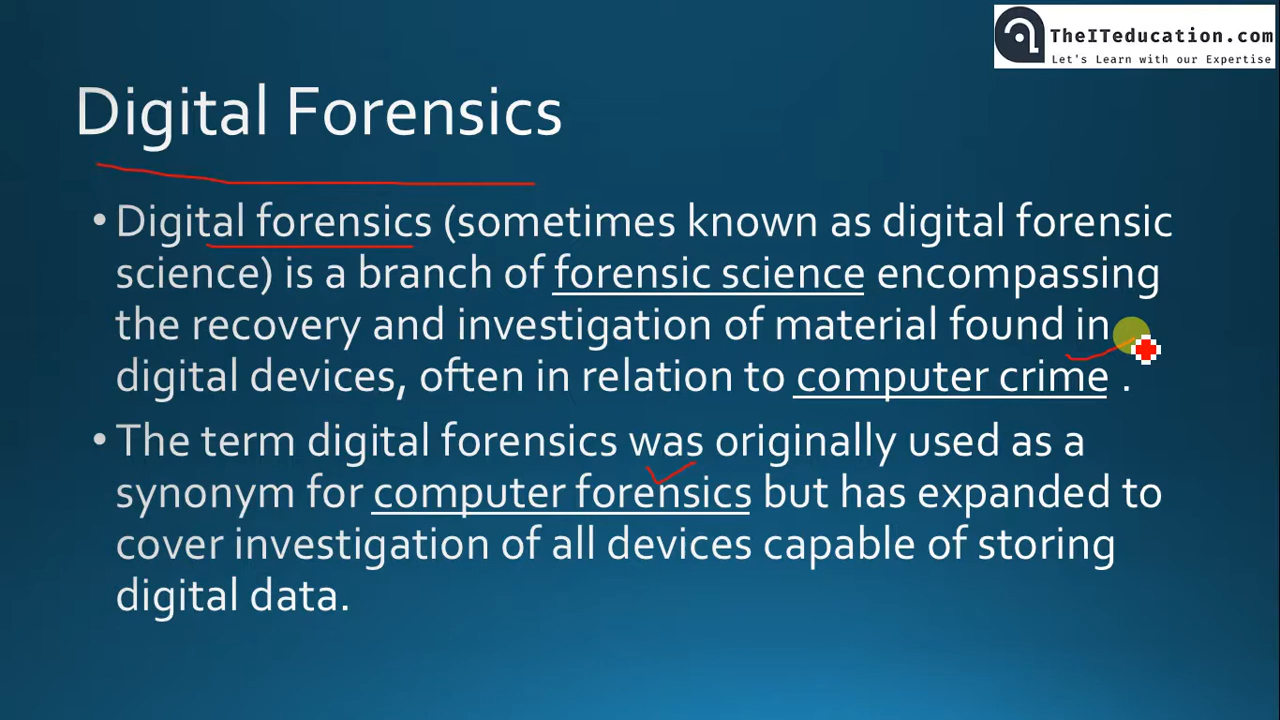 TheITeducation.com
Let's Learn with our Expertise
Digital Forensics
• Digital forensics (sometimes known as digital forensic
science) is a branch of forensic science encompassing
the recovery and investigation of material found in
digital devices, often in relation to computer crime .
• The term digital forensics was originally used as a
synonym for computer forensics but has expanded to
cover investigation of all devices capable of storing
digital data.